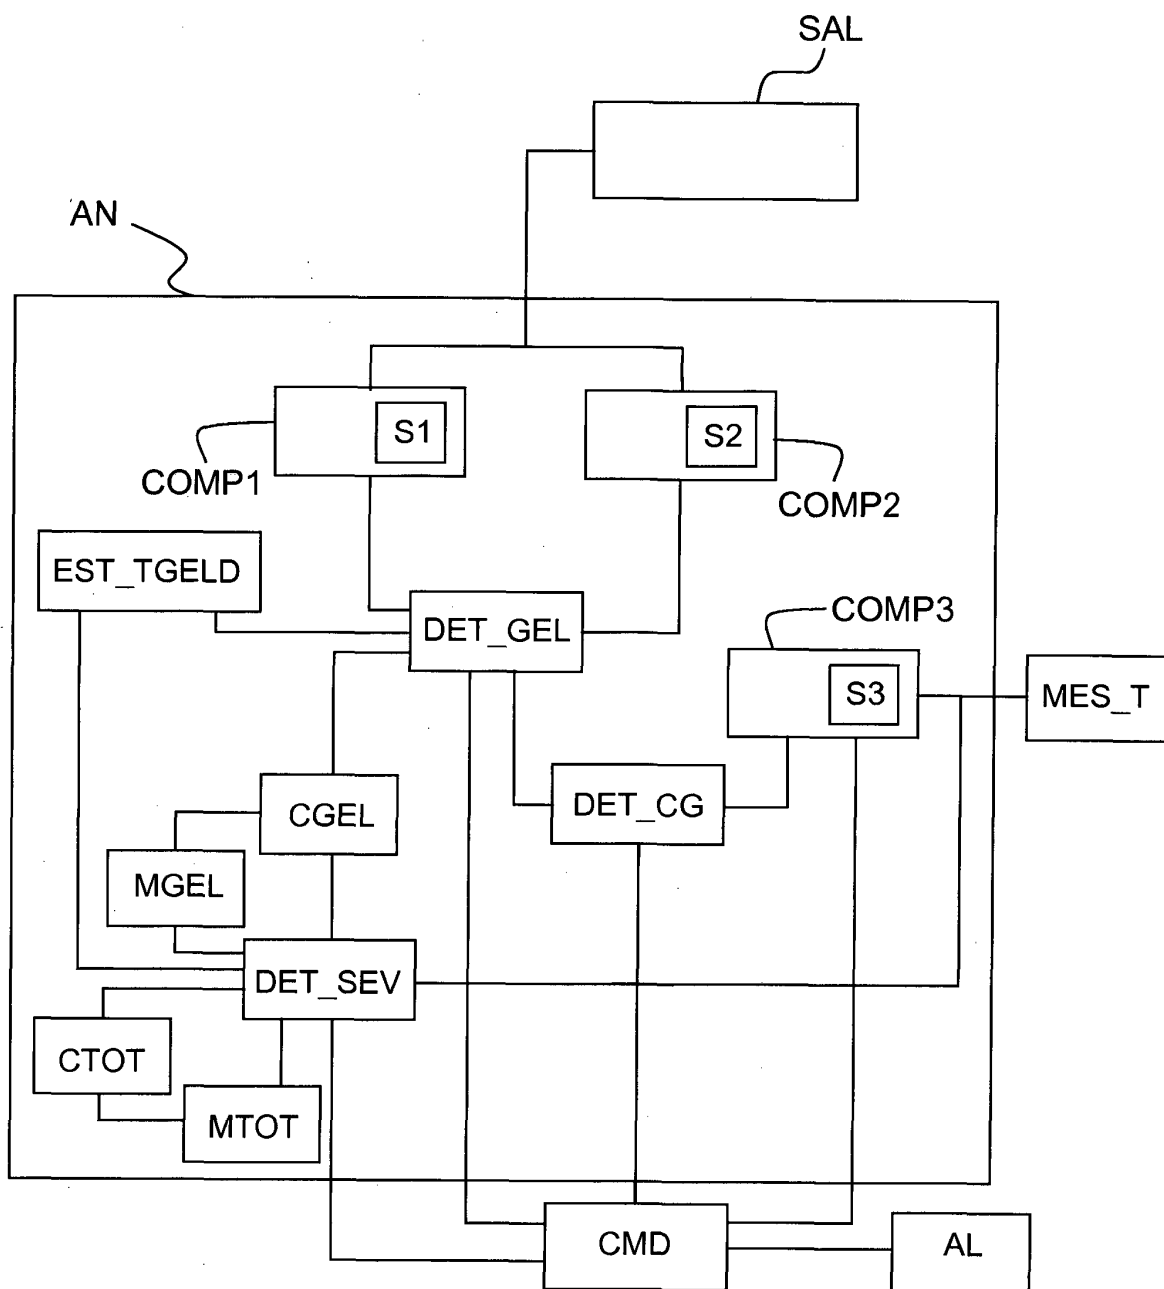 SAL
AN
S1
S2
COMP1
COMP2
EST_TGELD
DET_GEL
COMP3
S3
MES_T
CGEL
DET_CG
MGEL
DET_SEV
CTOT
MTOT
CMD
AL